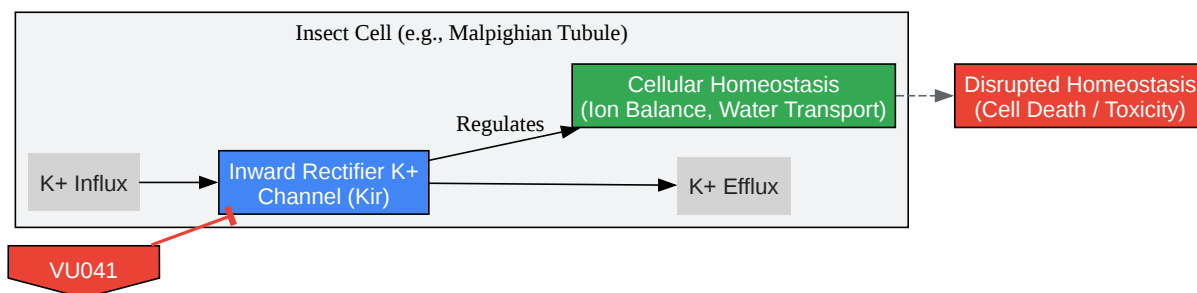 Insect Cell (e.g., Malpighian Tubule)
Cellular Homeostasis
(Ion Balance, Water Transport)
Disrupted Homeostasis
(Cell Death / Toxicity)
Regulates
K+ Influx
Inward Rectifier K+
Channel (Kir)
K+ Efflux
VU041